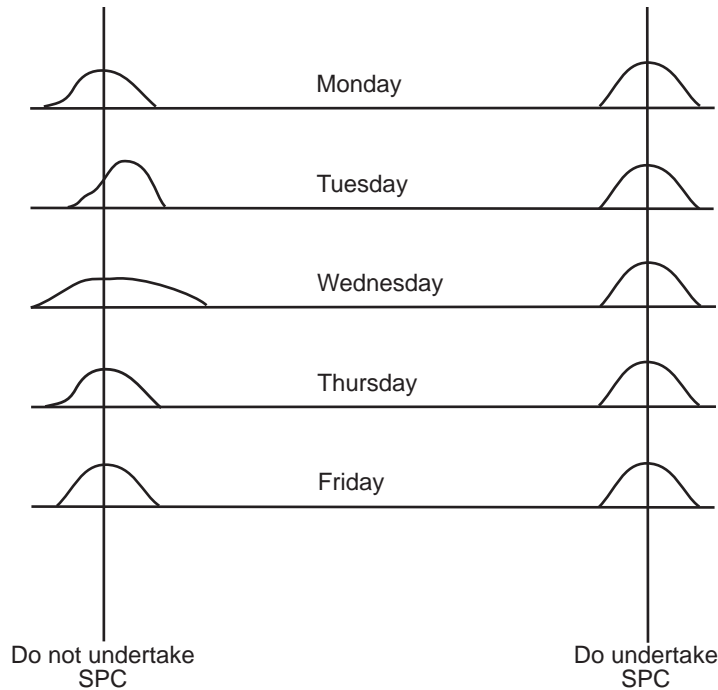 Monday
Tuesday
Wednesday
Thursday
Friday
Do not undertake
SPC
Do undertake
SPC